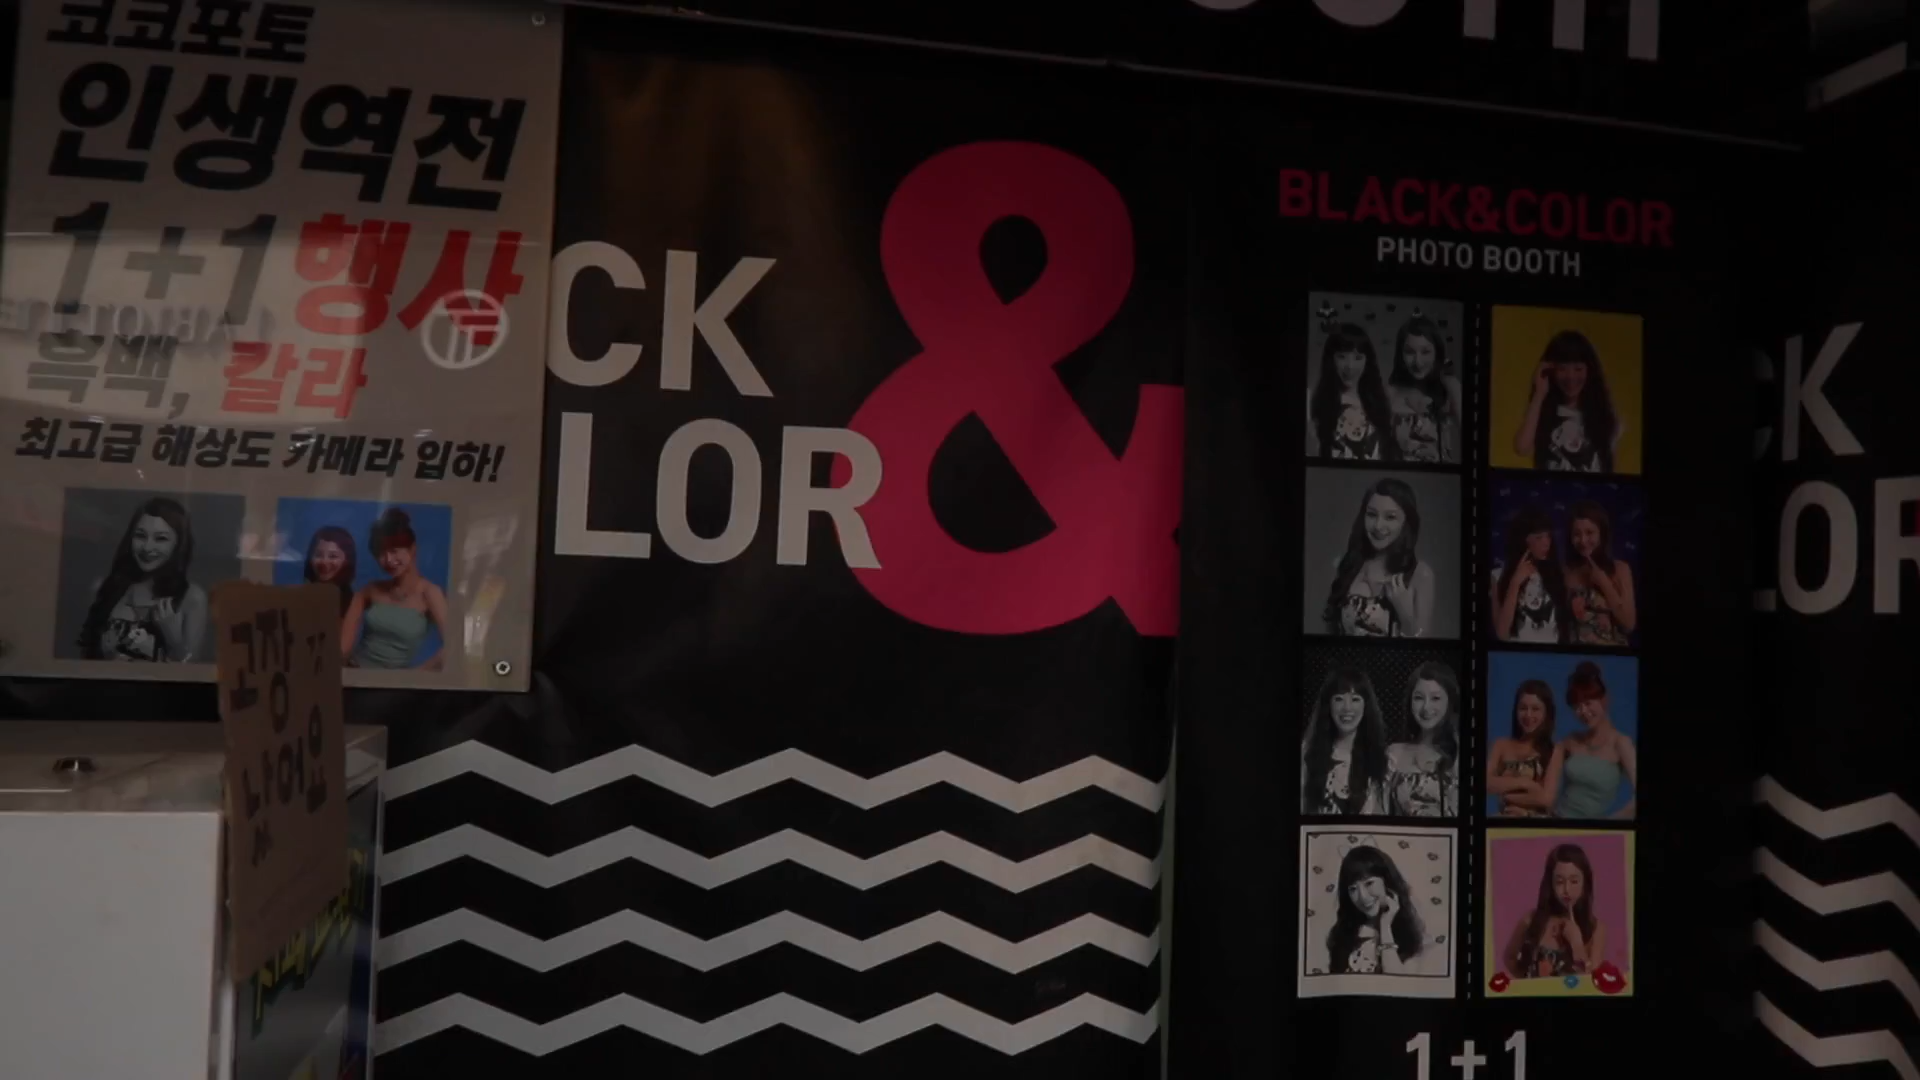 코코포토
인생역전
1+1 행사
흑백, 칼라
최고급 해상도 카메라 입하!
고장
났어요
CK
LOR
&
BLACK&COLOR
PHOTO BOOTH
1+1
CK
LOR